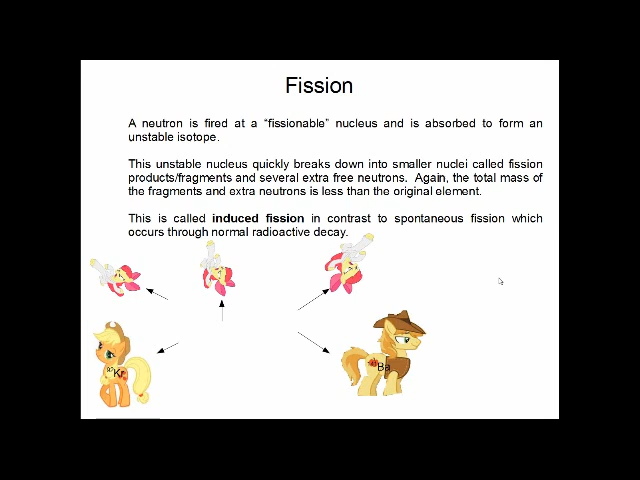 Fission
A neutron is fired at a “fissionable” nucleus and is absorbed to form an
unstable isotope.
This unstable nucleus quickly breaks down into smaller nuclei called fission
products/fragments and several extra free neutrons. Again, the total mass of
the fragments and extra neutrons is less than the original element.
This is called induced fission in contrast to spontaneous fission which
occurs through normal radioactive decay.
Kr
Ba